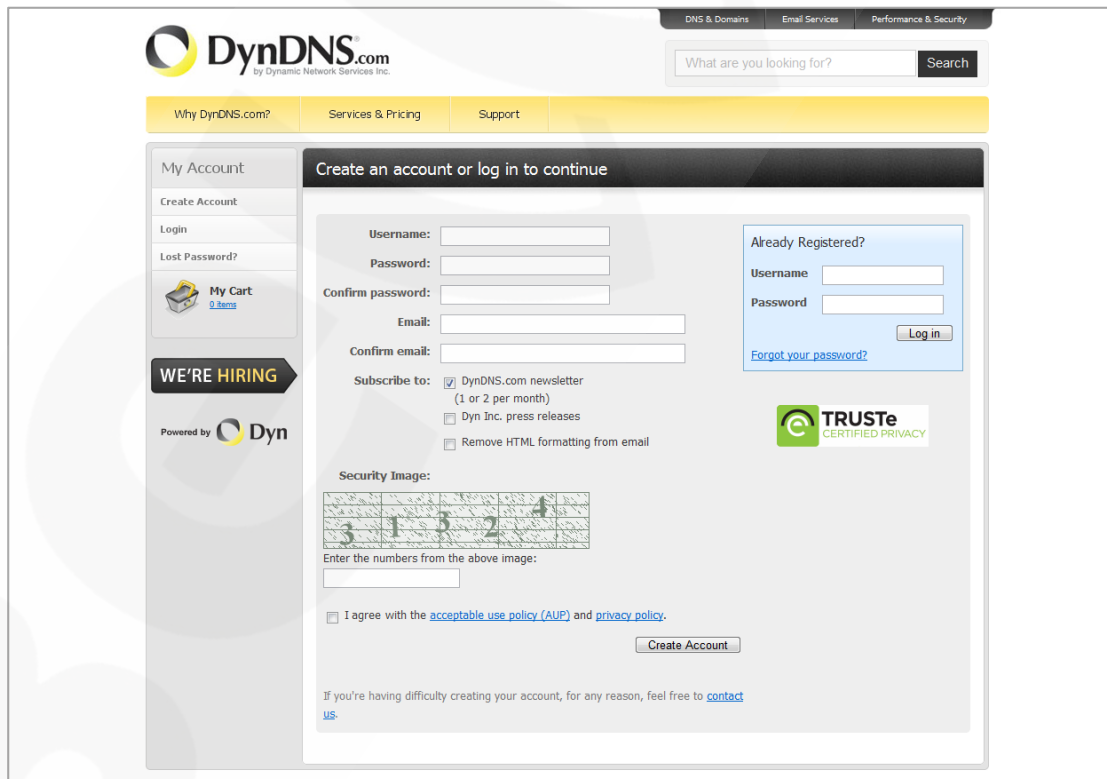 DNS & Domains
Email Services
Performance & Security
DynDNS.com
by Dynamic Network Services Inc.
What are you looking for?
Search
Why DynDNS.com?
Services & Pricing
Support
My Account
Create Account
Login
Lost Password?
My Cart
0 items
WE'RE HIRING
Powered by Dyn
Create an account or log in to continue
Username:
Password:
Confirm password:
Email:
Confirm email:
Subscribe to:
DynDNS.com newsletter
(1 or 2 per month)
Dyn Inc. press releases
Remove HTML formatting from email
Security Image:
3 1 3 2 4
Enter the numbers from the above image:
I agree with the acceptable use policy (AUP) and privacy policy.
Create Account
If you're having difficulty creating your account, for any reason, feel free to contact
us.
Already Registered?
Username
Password
Log in
Forgot your password?
TRUSTe
CERTIFIED PRIVACY